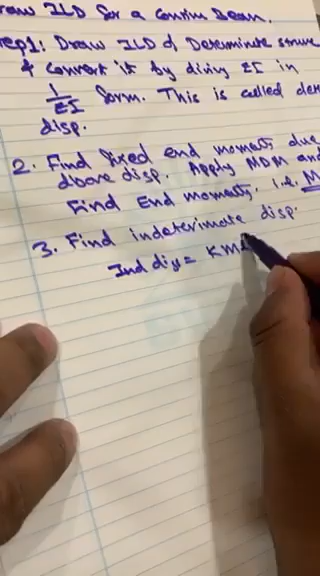 raw ILD for a Contin Beam.
ep1: Draw ILD of Determinate struc
& Convert it by diving EI in
1/EI form. This is called det
disp.
2. Find fixed end moments due
above disp. Apply MDM and
Find End moments. i.e. M
3. Find indeterimate disp.
Ind disp = KM